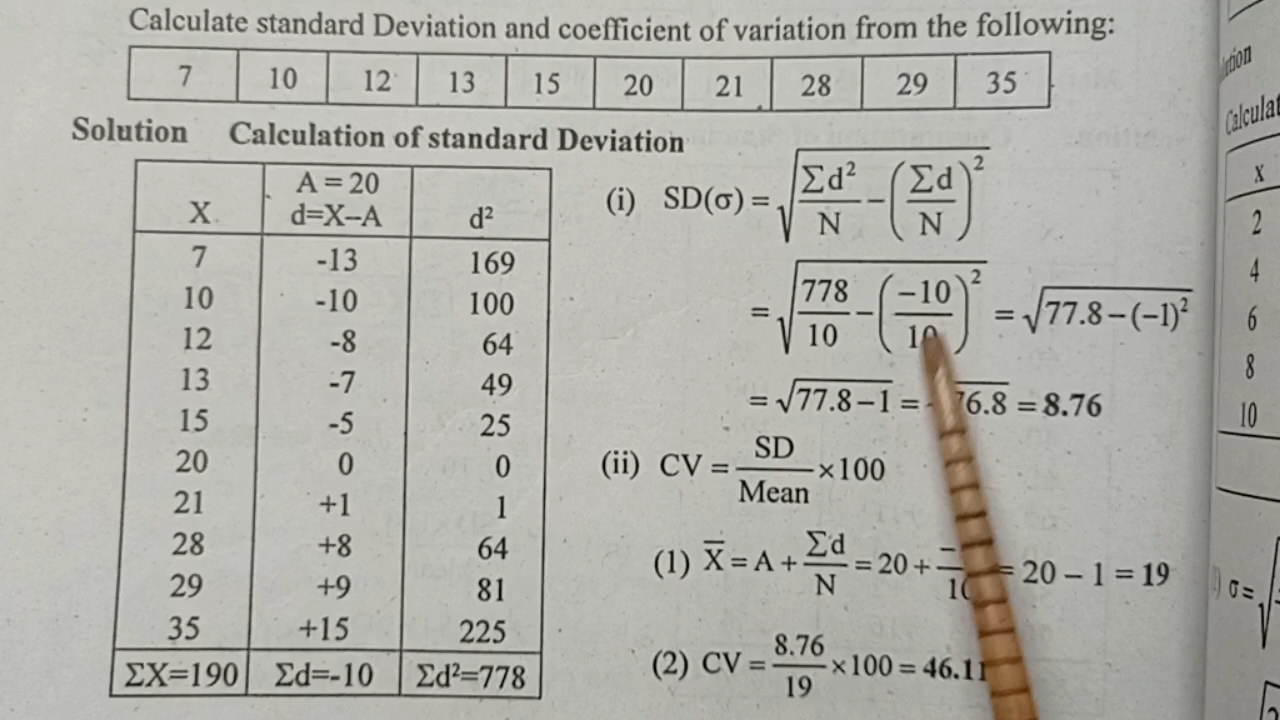 Calculate standard Deviation and coefficient of variation from the following:
7 10 12 13 15 20 21 28 29 35
Solution Calculation of standard Deviation
X A = 20 d=X–A d²
7 -13 169
10 -10 100
12 -8 64
13 -7 49
15 -5 25
20 0 0
21 +1 1
28 +8 64
29 +9 81
35 +15 225
ΣX=190 Σd=-10 Σd²=778
(i) SD(σ) = √(Σd²/N − (Σd/N)²)
= √(778/10 − (−10/10)²) = √(77.8 − (−1)²)
= √(77.8 − 1) = 76.8 = 8.76
(ii) CV = SD/Mean ×100
(1) X̅ = A + Σd/N = 20 + − = 20 − 1 = 19
(2) CV = 8.76/19 ×100 = 46.11
Calculat
x
2
4
6
8
10
σ =